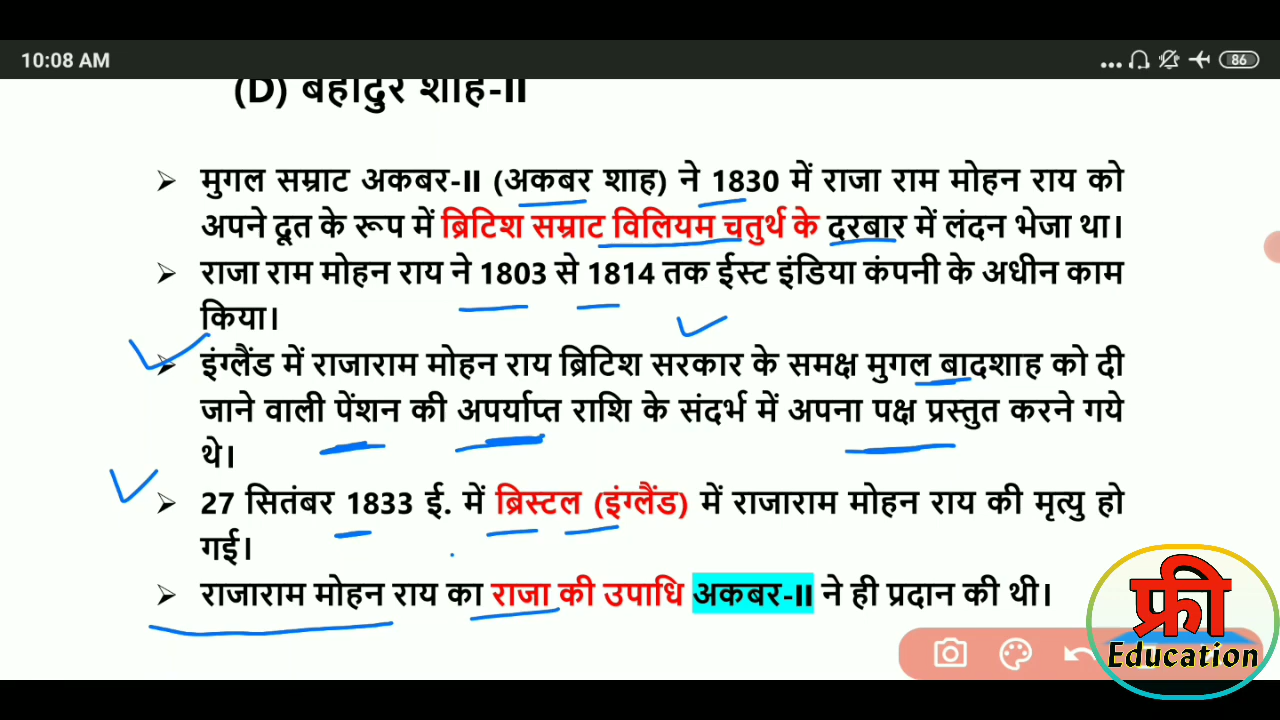 10:08 AM
86
(D) बहादुर शाह-II
➢ मुगल सम्राट अकबर-II (अकबर शाह) ने 1830 में राजा राम मोहन राय को
अपने दूत के रूप में ब्रिटिश सम्राट विलियम चतुर्थ के दरबार में लंदन भेजा था।
➢ राजा राम मोहन राय ने 1803 से 1814 तक ईस्ट इंडिया कंपनी के अधीन काम
किया।
➢ इंग्लैंड में राजाराम मोहन राय ब्रिटिश सरकार के समक्ष मुगल बादशाह को दी
जाने वाली पेंशन की अपर्याप्त राशि के संदर्भ में अपना पक्ष प्रस्तुत करने गये
थे।
➢ 27 सितंबर 1833 ई. में ब्रिस्टल (इंग्लैंड) में राजाराम मोहन राय की मृत्यु हो
गई।
➢ राजाराम मोहन राय का राजा की उपाधि अकबर-II ने ही प्रदान की थी।
फ्री
Education